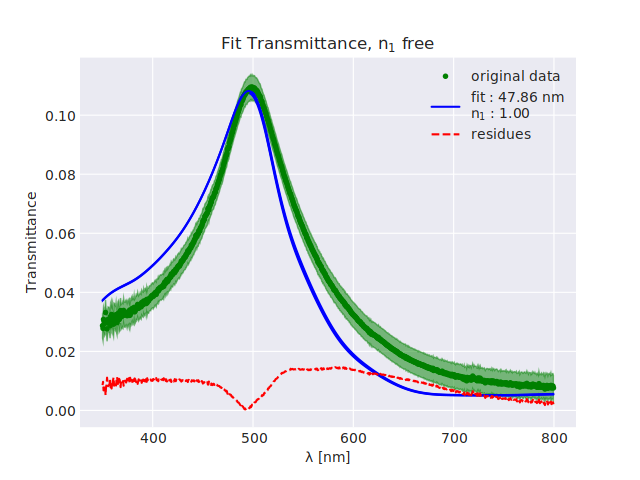 Fit Transmittance, n₁ free
original data
fit : 47.86 nm
n₁ : 1.00
residues
Transmittance
0.10
0.08
0.06
0.04
0.02
0.00
400 500 600 700 800
λ [nm]